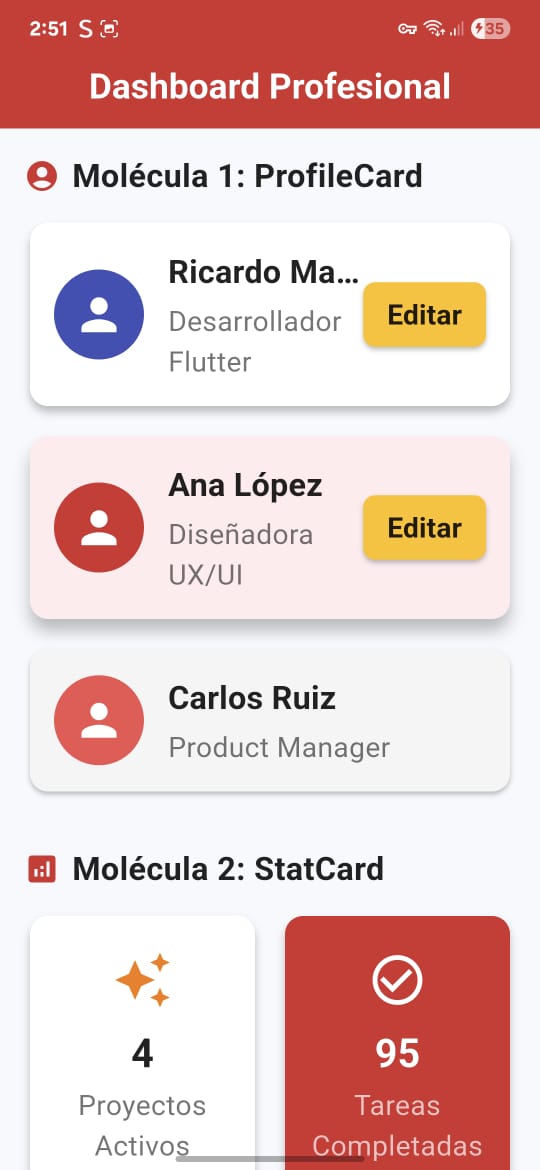 2:51 S 35
Dashboard Profesional
Molécula 1: ProfileCard
Ricardo Ma...
Desarrollador
Flutter
Editar
Ana López
Diseñadora
UX/UI
Editar
Carlos Ruiz
Product Manager
Molécula 2: StatCard
4
Proyectos
Activos
95
Tareas
Completadas